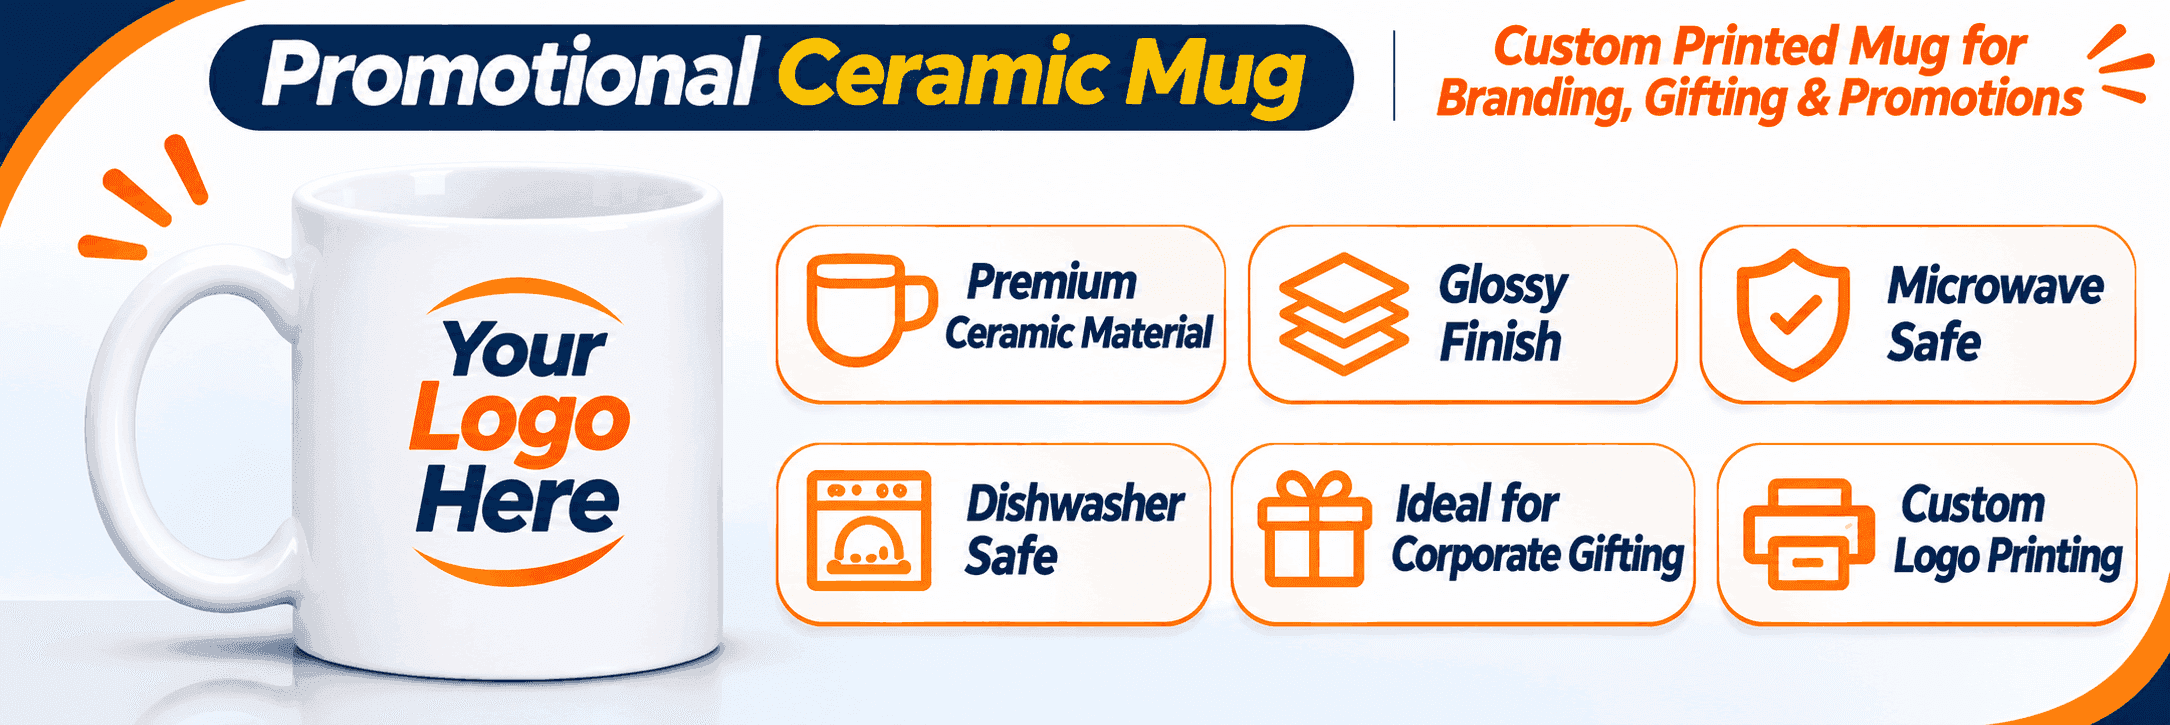 Promotional Ceramic Mug
Custom Printed Mug for
Branding, Gifting & Promotions
Your
Logo
Here
Premium
Ceramic Material
Glossy
Finish
Microwave
Safe
Dishwasher
Safe
Ideal for
Corporate Gifting
Custom
Logo Printing